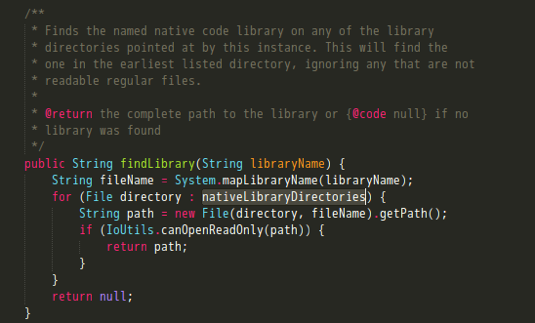 /**
 * Finds the named native code library on any of the library
 * directories pointed at by this instance. This will find the
 * one in the earliest listed directory, ignoring any that are not
 * readable regular files.
 *
 * @return the complete path to the library or {@code null} if no
 * library was found
 */
public String findLibrary(String libraryName) {
    String fileName = System.mapLibraryName(libraryName);
    for (File directory : nativeLibraryDirectories) {
        String path = new File(directory, fileName).getPath();
        if (IoUtils.canOpenReadOnly(path)) {
            return path;
        }
    }
    return null;
}